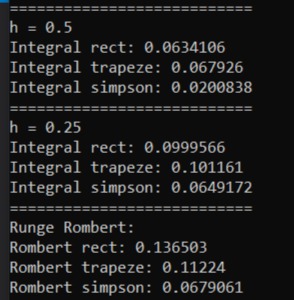 ===========================
h = 0.5
Integral rect: 0.0634106
Integral trapeze: 0.067926
Integral simpson: 0.0200838
===========================
h = 0.25
Integral rect: 0.0999566
Integral trapeze: 0.101161
Integral simpson: 0.0649172
===========================
Runge Rombert:
Rombert rect: 0.136503
Rombert trapeze: 0.11224
Rombert simpson: 0.0679061